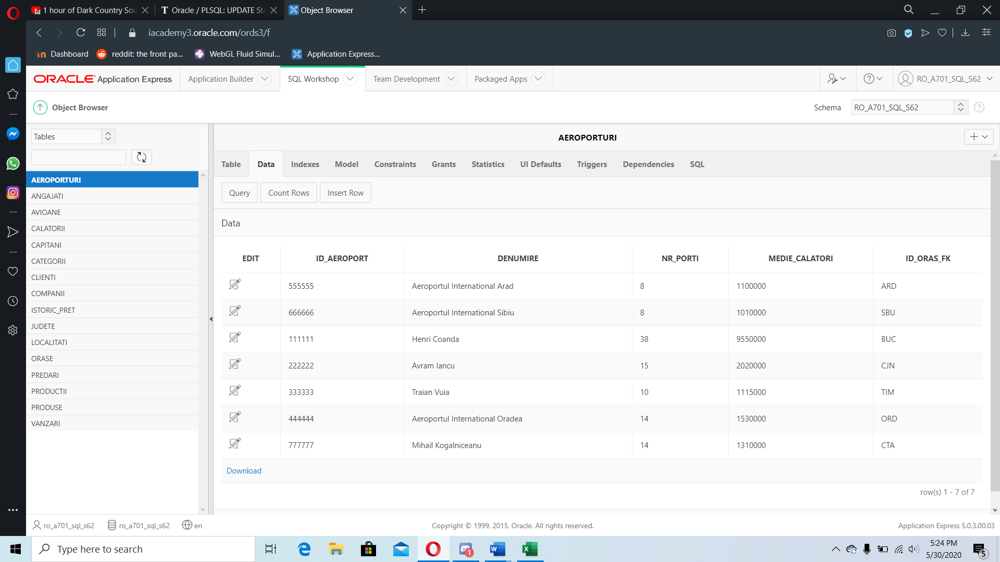 1 hour of Dark Country Sou
Oracle / PLSQL: UPDATE Sta
Object Browser
iacademy3.oracle.com/ords3/f
Dashboard
reddit: the front pa...
WebGL Fluid Simul...
Application Express...
ORACLE Application Express
Application Builder
SQL Workshop
Team Development
Packaged Apps
RO_A701_SQL_S62
Object Browser
Schema
RO_A701_SQL_S62
Tables
AEROPORTURI
ANGAJATI
AVIOANE
CALATORII
CAPITANI
CATEGORII
CLIENTI
COMPANII
ISTORIC_PRET
JUDETE
LOCALITATI
ORASE
PREDARI
PRODUCTII
PRODUSE
VANZARI
AEROPORTURI
Table Data Indexes Model Constraints Grants Statistics UI Defaults Triggers Dependencies SQL
Query Count Rows Insert Row
Data
EDIT ID_AEROPORT DENUMIRE NR_PORTI MEDIE_CALATORI ID_ORAS_FK
555555 Aeroportul International Arad 8 1100000 ARD
666666 Aeroportul International Sibiu 8 1010000 SBU
111111 Henri Coanda 38 9550000 BUC
222222 Avram Iancu 15 2020000 CJN
333333 Traian Vuia 10 1115000 TIM
444444 Aeroportul International Oradea 14 1530000 ORD
777777 Mihail Kogalniceanu 14 1310000 CTA
Download
row(s) 1 - 7 of 7
ro_a701_sql_s62 ro_a701_sql_s62 en
Copyright © 1999, 2015, Oracle. All rights reserved.
Application Express 5.0.3.00.03
Type here to search
1
5:24 PM
5/30/2020
5